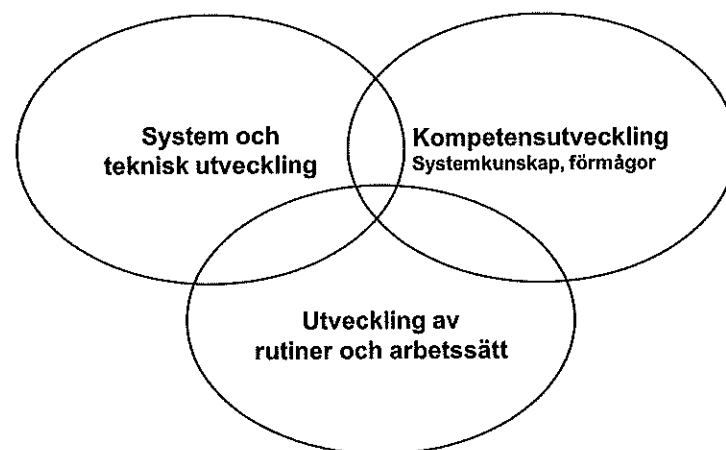 System och
teknisk utveckling
Kompetensutveckling
Systemkunskap, förmågor
Utveckling av
rutiner och arbetssätt